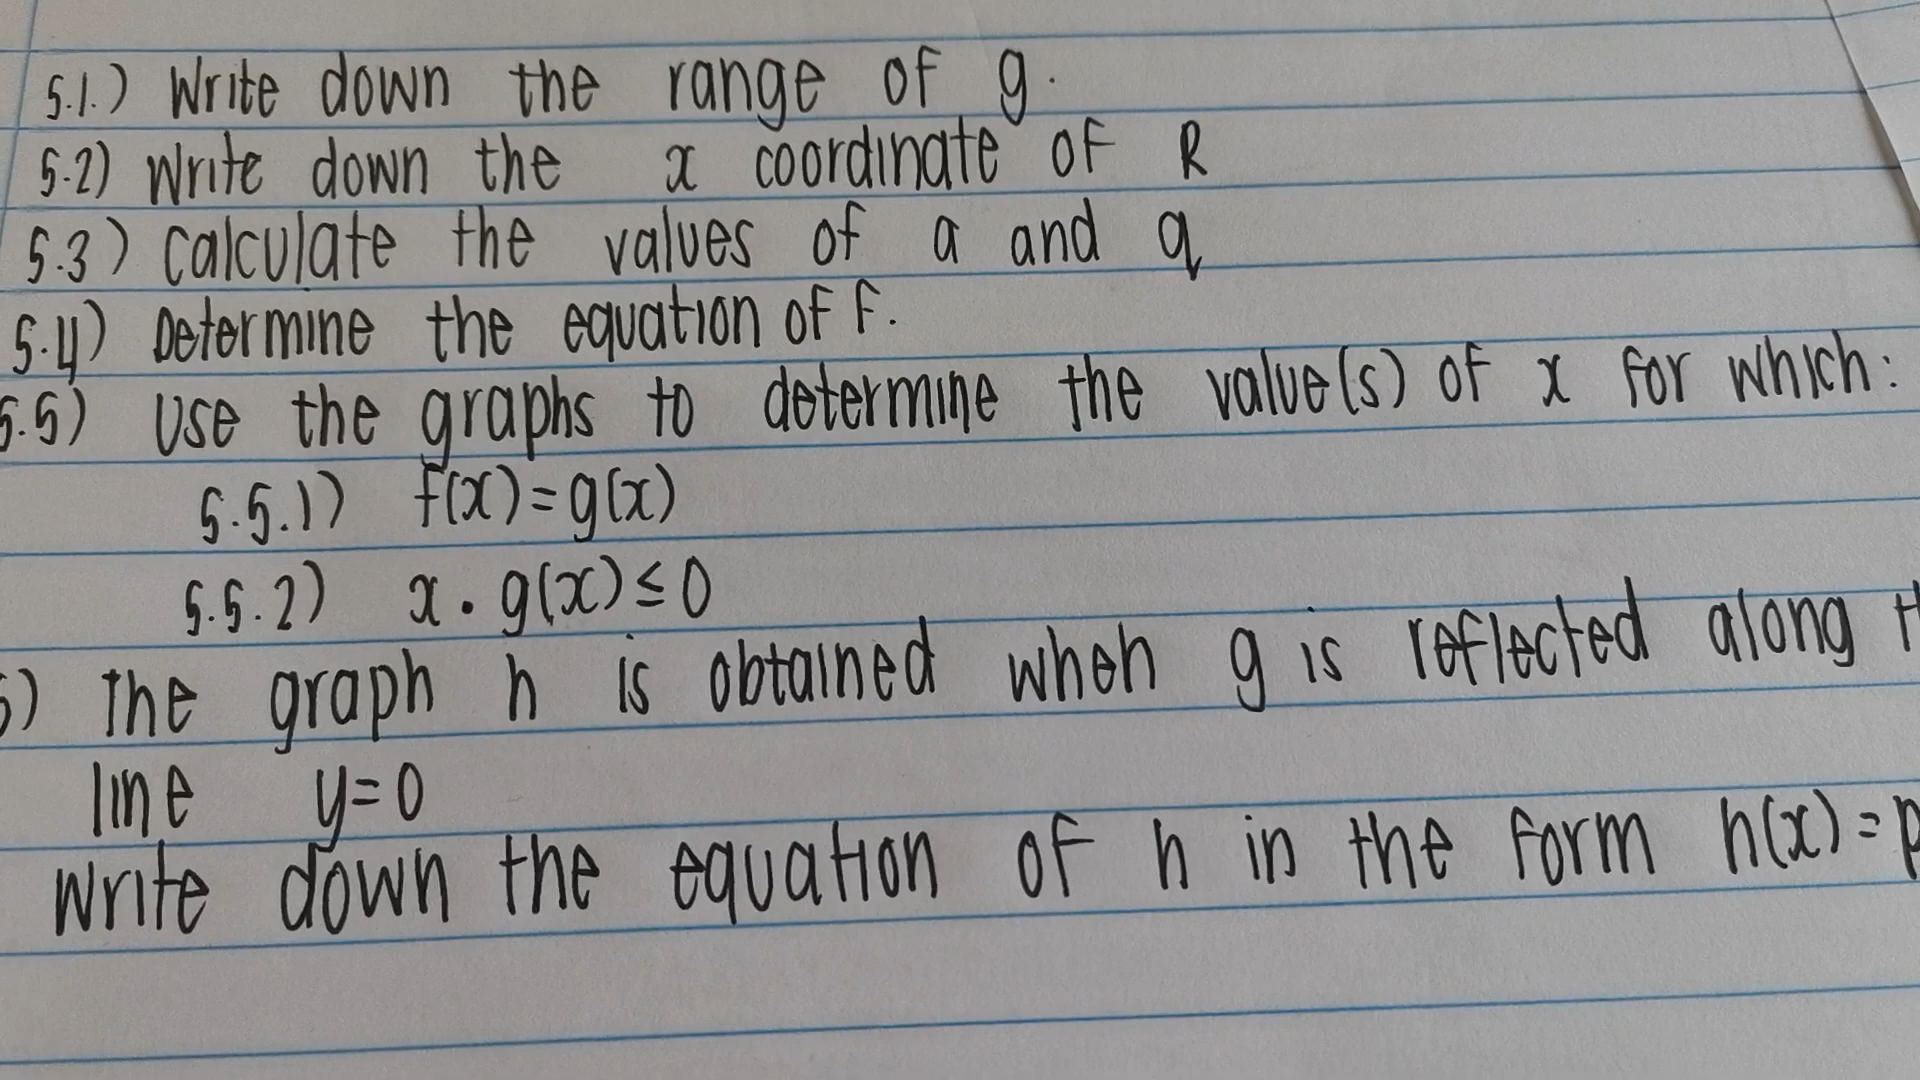 5.1.) Write down the range of g.
5.2) Write down the x coordinate of R
5.3) Calculate the values of a and q
5.4) Determine the equation of f.
5.5) Use the graphs to determine the value(s) of x for which:
5.5.1) f(x)=g(x)
5.5.2) x . g(x) ≤ 0
) The graph h is obtained when g is reflected along
line y=0
Write down the equation of h in the form h(x) =